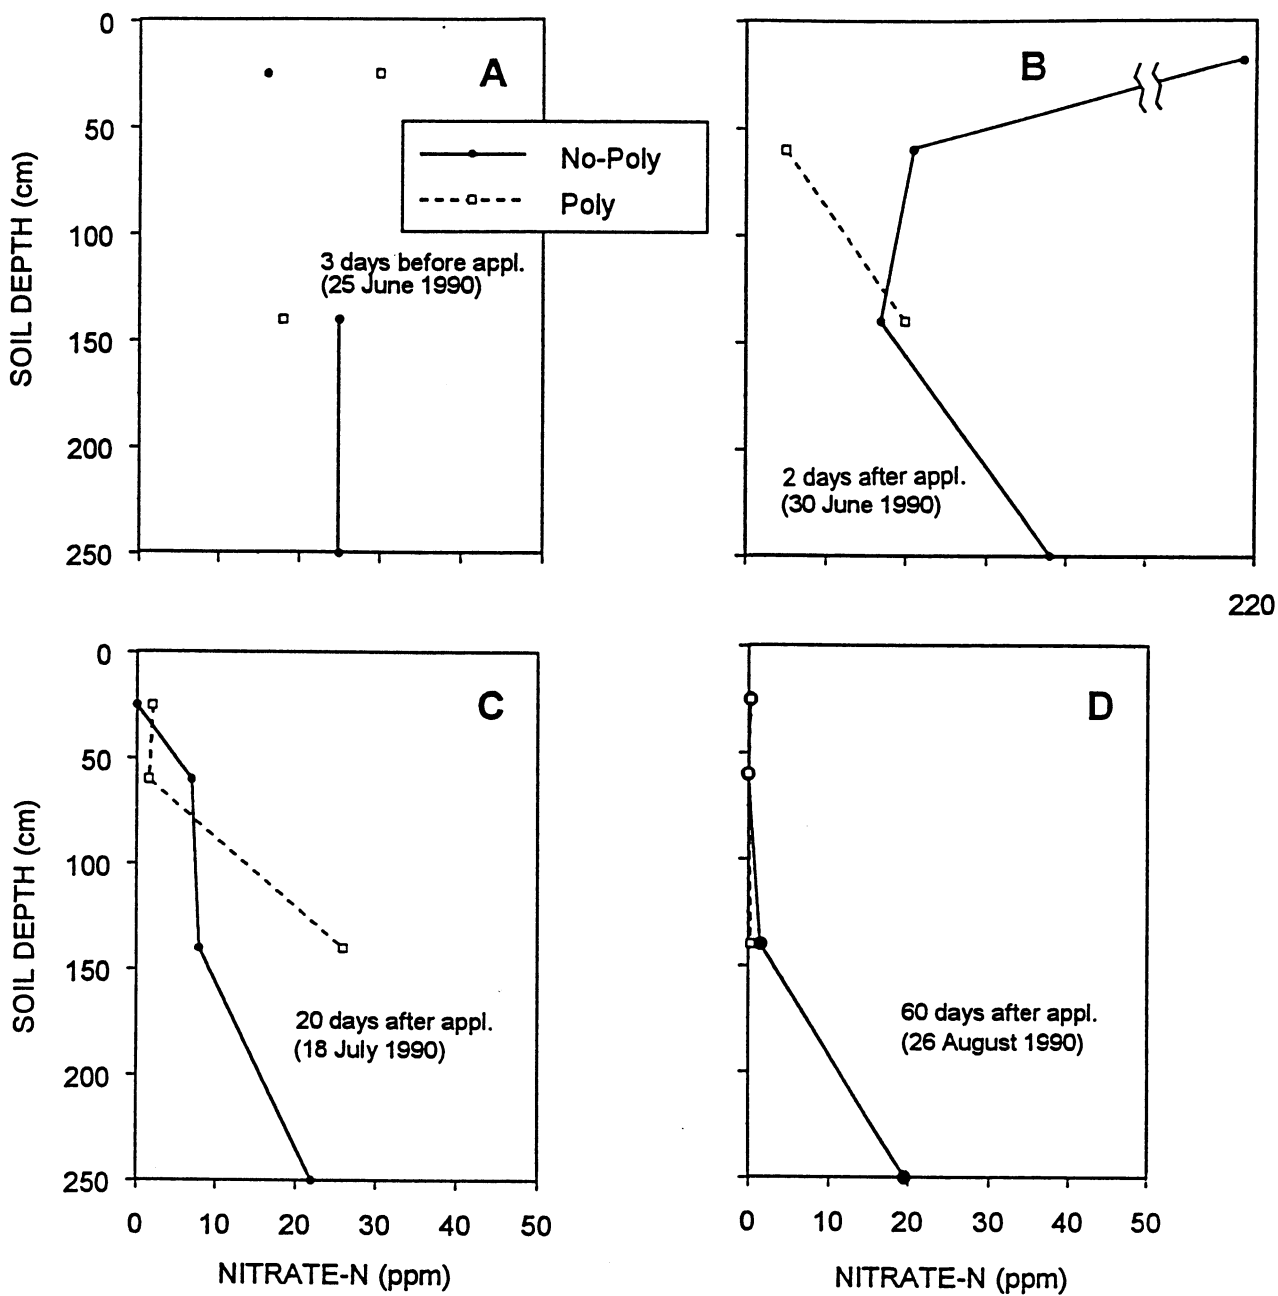 0
50
100
150
200
250
SOIL DEPTH (cm)
A
No-Poly
Poly
3 days before appl.
(25 June 1990)
B
2 days after appl.
(30 June 1990)
220
0
50
100
150
200
250
SOIL DEPTH (cm)
C
20 days after appl.
(18 July 1990)
0 10 20 30 40 50
NITRATE-N (ppm)
D
60 days after appl.
(26 August 1990)
0 10 20 30 40 50
NITRATE-N (ppm)